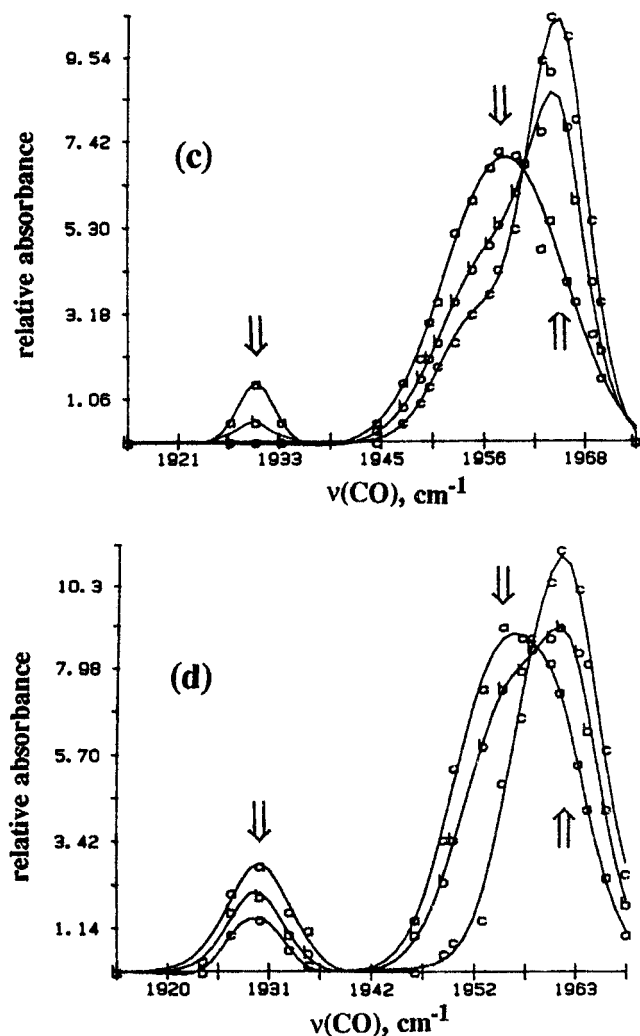 9.54
7.42
(c)
5.30
3.18
1.06
relative absorbance
1921 1933 1945 1956 1968
ν(CO), cm-1
10.3
7.98
(d)
5.70
3.42
1.14
relative absorbance
1920 1931 1942 1952 1963
ν(CO), cm-1